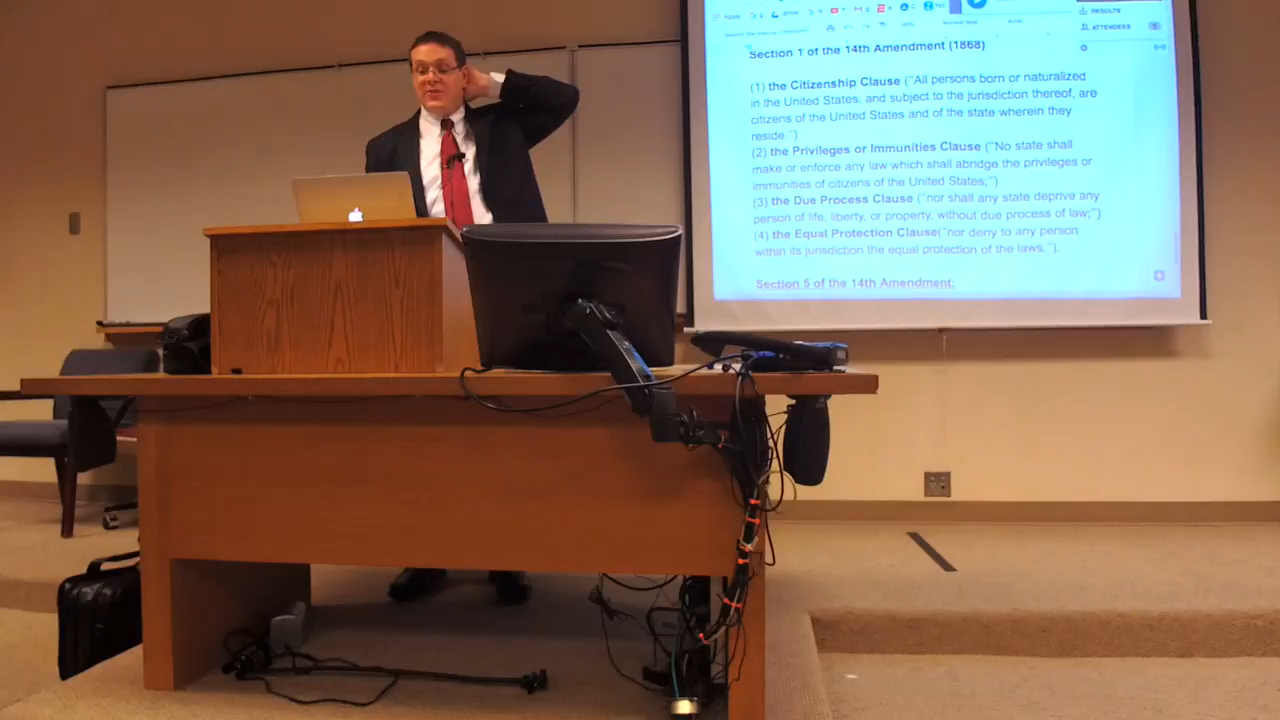 Apps
drive
RESULTS
ATTENDEES
Normal text
Arial
Section 1 of the 14th Amendment (1868)
(1) the Citizenship Clause ("All persons born or naturalized
in the United States, and subject to the jurisdiction thereof, are
citizens of the United States and of the state wherein they
reside.")
(2) the Privileges or Immunities Clause ("No state shall
make or enforce any law which shall abridge the privileges or
immunities of citizens of the United States;")
(3) the Due Process Clause ("nor shall any state deprive any
person of life, liberty, or property, without due process of law;")
(4) the Equal Protection Clause("nor deny to any person
within its jurisdiction the equal protection of the laws.").
Section 5 of the 14th Amendment: